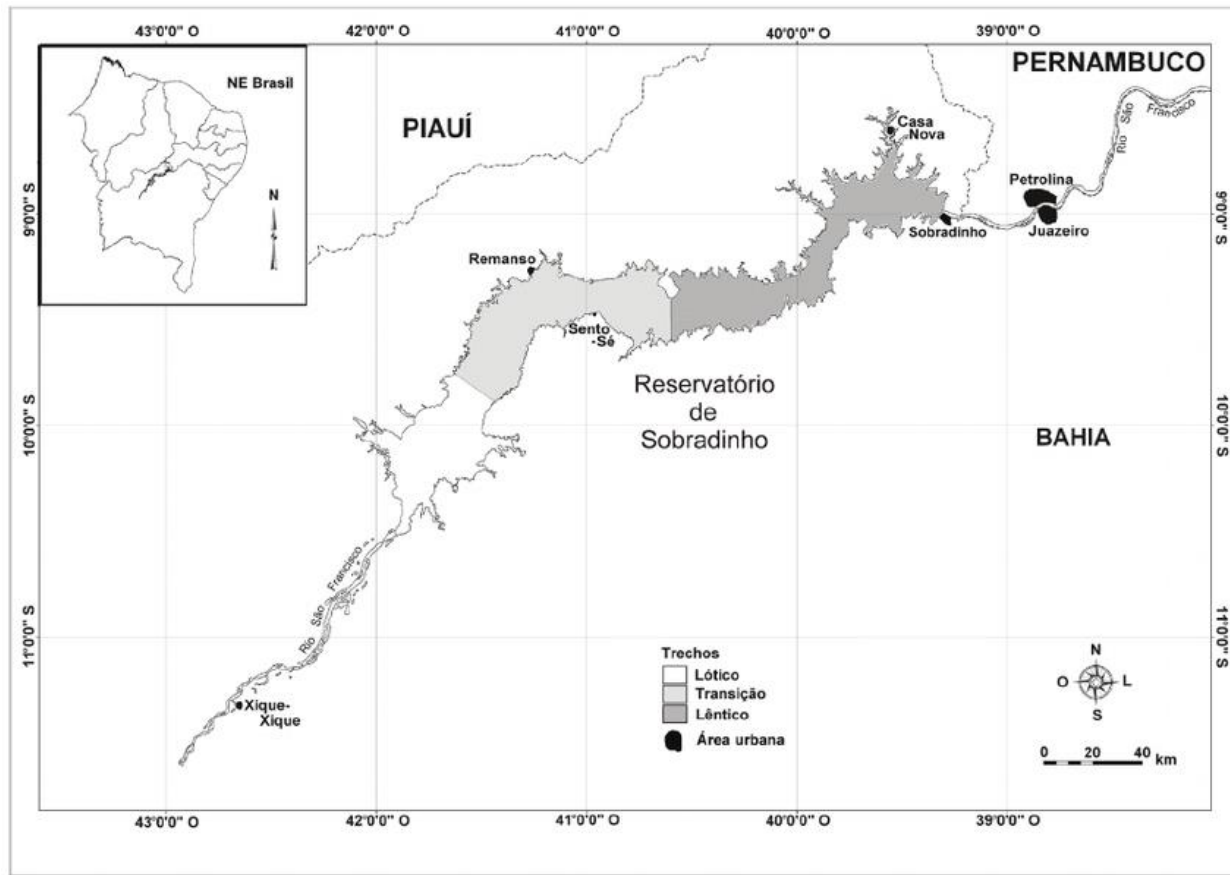 43°0'0" O
42°0'0" O
41°0'0" O
40°0'0" O
39°0'0" O
NE Brasil
N
PERNAMBUCO
PIAUÍ
Casa
Nova
Rio São Francisco
Petrolina
9°0'0" S
9°0'0" S
Sobradinho
Juazeiro
Remanso
Sento
-Sé
Reservatório
de
Sobradinho
10°0'0" S
10°0'0" S
BAHIA
Rio São Francisco
11°0'0" S
11°0'0" S
Trechos
Lótico
Transição
Lêntico
Área urbana
N
O
L
S
Xique-
Xique
0 20 40 km
43°0'0" O
42°0'0" O
41°0'0" O
40°0'0" O
39°0'0" O